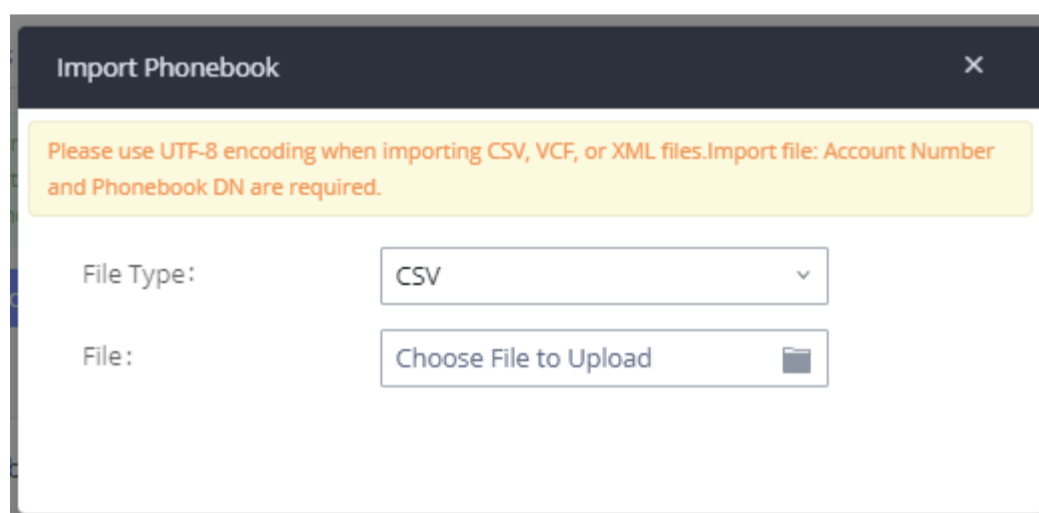 Import Phonebook
Please use UTF-8 encoding when importing CSV, VCF, or XML files.Import file: Account Number
and Phonebook DN are required.
File Type:
CSV
File:
Choose File to Upload